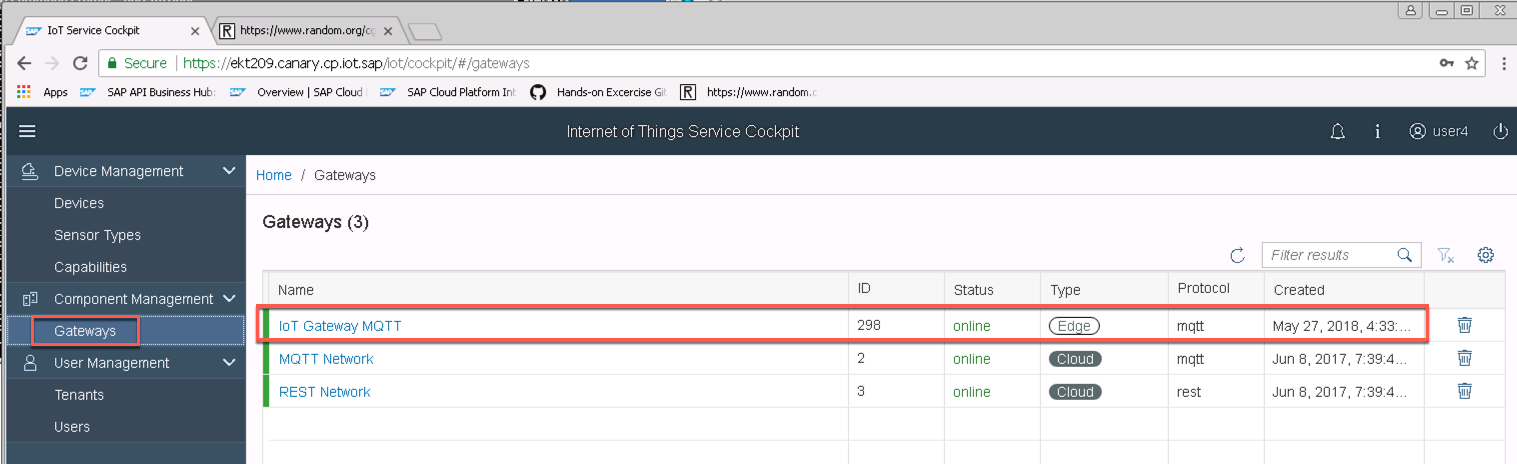 IoT Service Cockpit
https://www.random.org/cg
Secure https://ekt209.canary.cp.iot.sap/iot/cockpit/#/gateways
Apps SAP API Business Hub: Overview | SAP Cloud SAP Cloud Platform Int Hands-on Excercise Git https://www.random.
Internet of Things Service Cockpit
user4
Device Management
Devices
Sensor Types
Capabilities
Component Management
Gateways
User Management
Tenants
Users
Home / Gateways
Gateways (3)
Filter results
Name ID Status Type Protocol Created
IoT Gateway MQTT 298 online Edge mqtt May 27, 2018, 4:33:...
MQTT Network 2 online Cloud mqtt Jun 8, 2017, 7:39:4...
REST Network 3 online Cloud rest Jun 8, 2017, 7:39:4...